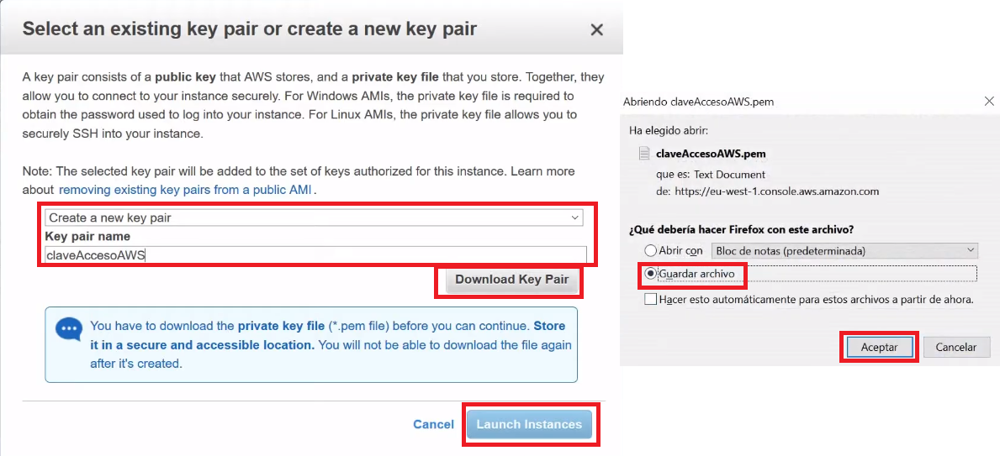 Select an existing key pair or create a new key pair
A key pair consists of a public key that AWS stores, and a private key file that you store. Together, they
allow you to connect to your instance securely. For Windows AMIs, the private key file is required to
obtain the password used to log into your instance. For Linux AMIs, the private key file allows you to
securely SSH into your instance.
Note: The selected key pair will be added to the set of keys authorized for this instance. Learn more
about removing existing key pairs from a public AMI.
Create a new key pair
Key pair name
claveAccesoAWS
Download Key Pair
You have to download the private key file (*.pem file) before you can continue. Store
it in a secure and accessible location. You will not be able to download the file again
after it's created.
Cancel
Launch Instances
Abriendo claveAccesoAWS.pem
Ha elegido abrir:
claveAccesoAWS.pem
que es: Text Document
de: https://eu-west-1.console.aws.amazon.com
¿Qué debería hacer Firefox con este archivo?
Abrir con
Bloc de notas (predeterminada)
Guardar archivo
Hacer esto automáticamente para estos archivos a partir de ahora.
Aceptar
Cancelar